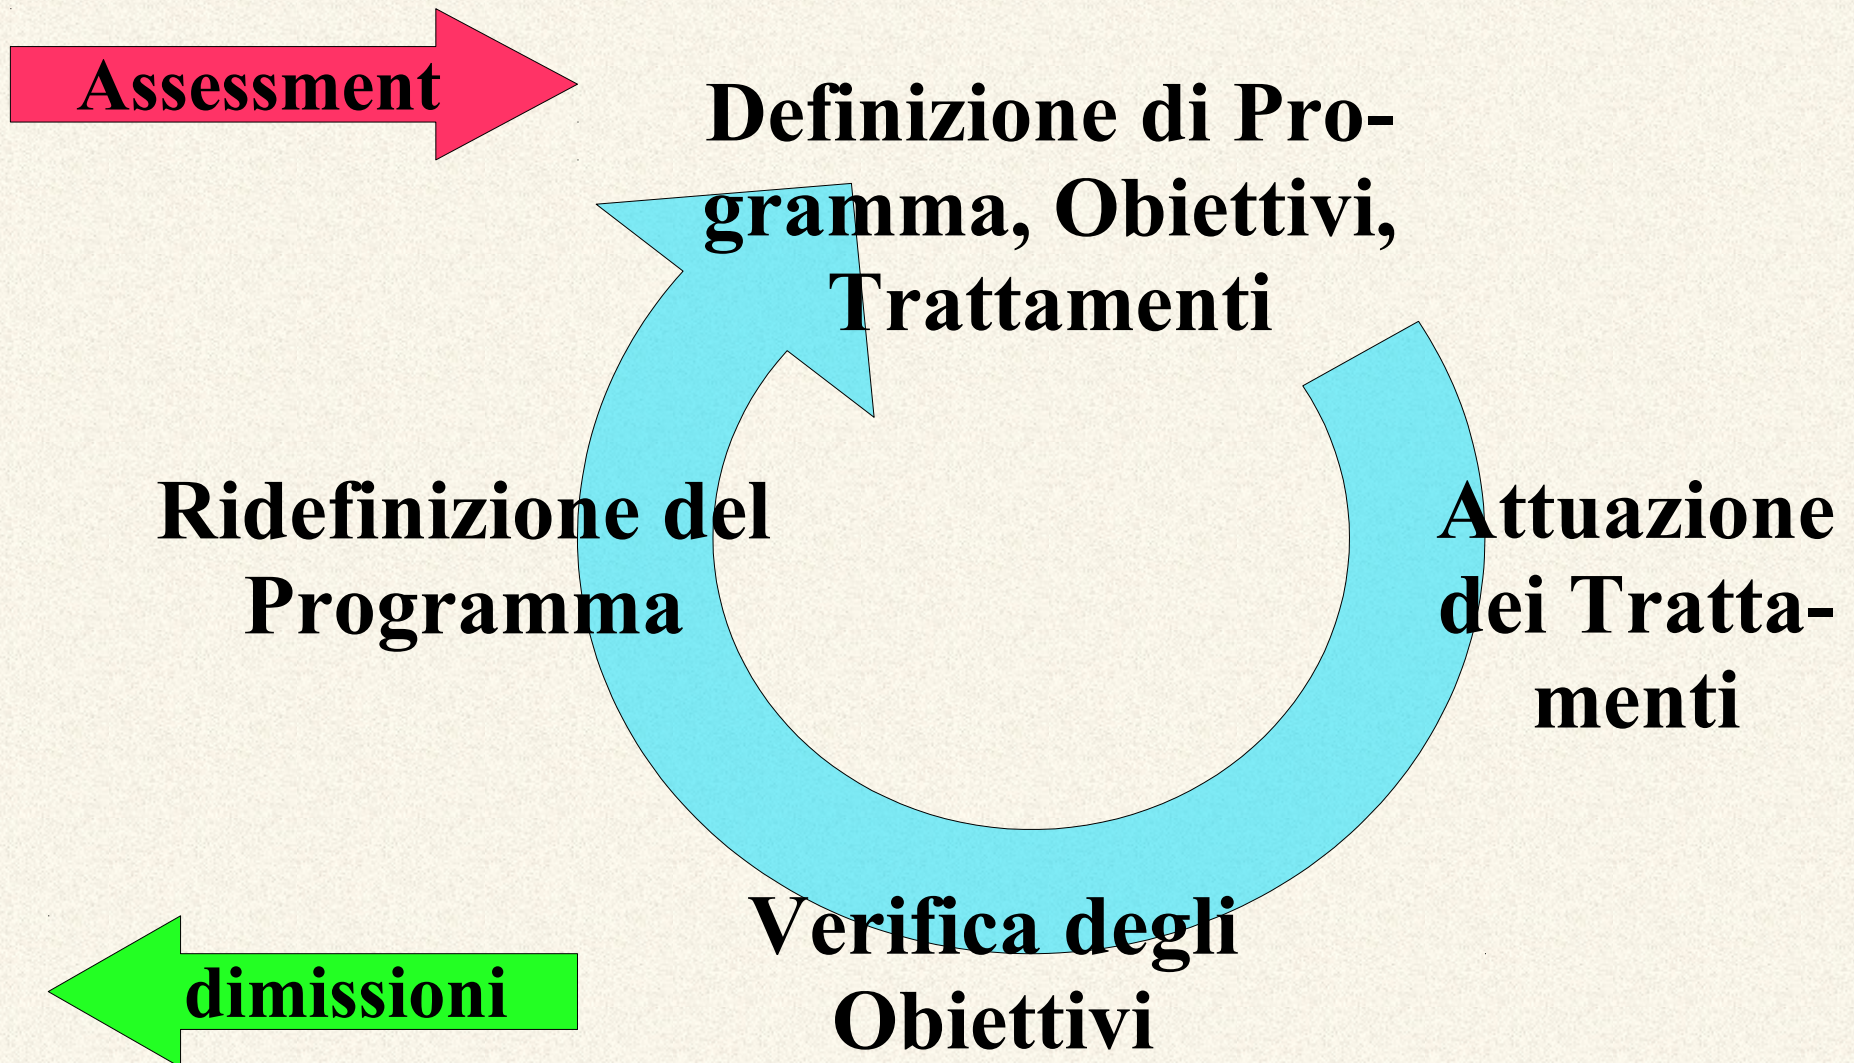 Assessment
Definizione di Pro-
gramma, Obiettivi,
Trattamenti
Ridefinizione del
Programma
Attuazione
dei Tratta-
menti
Verifica degli
Obiettivi
dimissioni